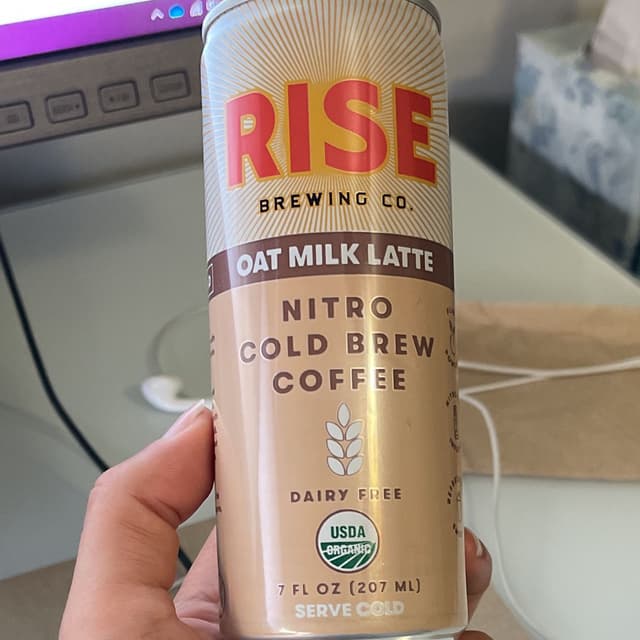 RISE
BREWING CO.
OAT MILK LATTE
NITRO
COLD BREW
COFFEE
DAIRY FREE
USDA
ORGANIC
7 FL OZ (207 ML)
SERVE COLD